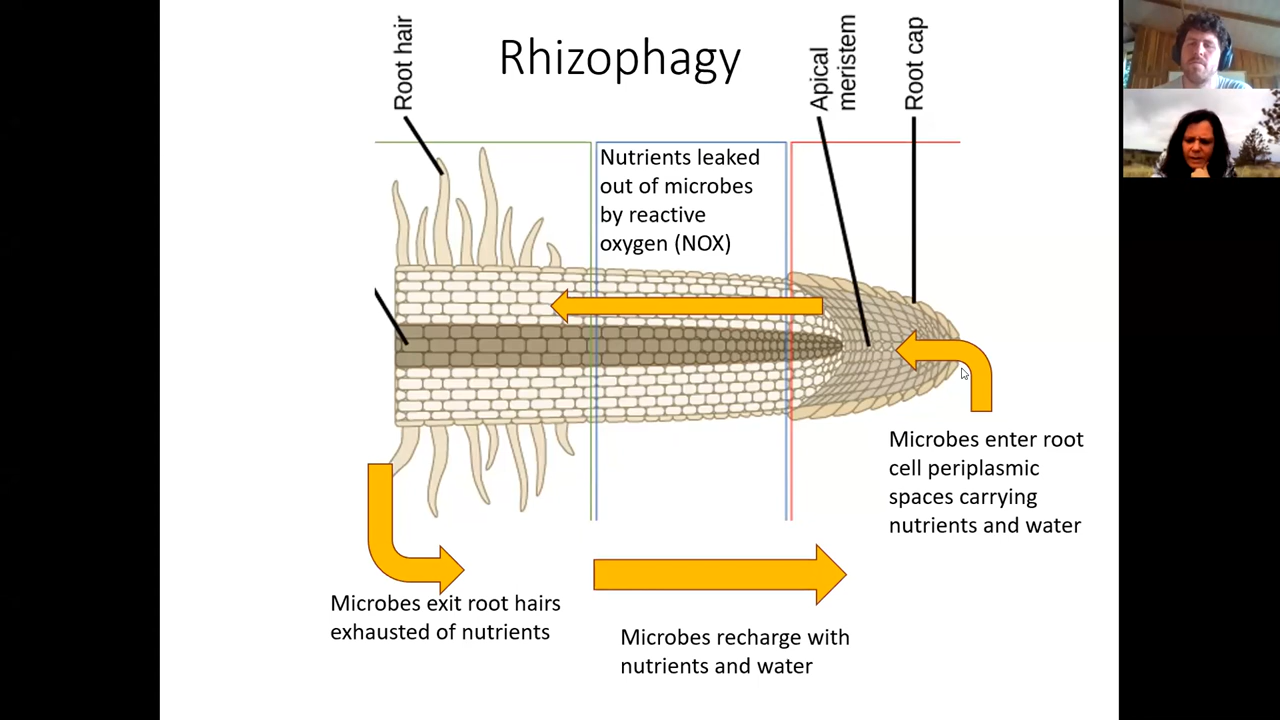 Rhizophagy
Root hair
Apical
meristem
Root cap
Nutrients leaked
out of microbes
by reactive
oxygen (NOX)
Microbes enter root
cell periplasmic
spaces carrying
nutrients and water
Microbes exit root hairs
exhausted of nutrients
Microbes recharge with
nutrients and water